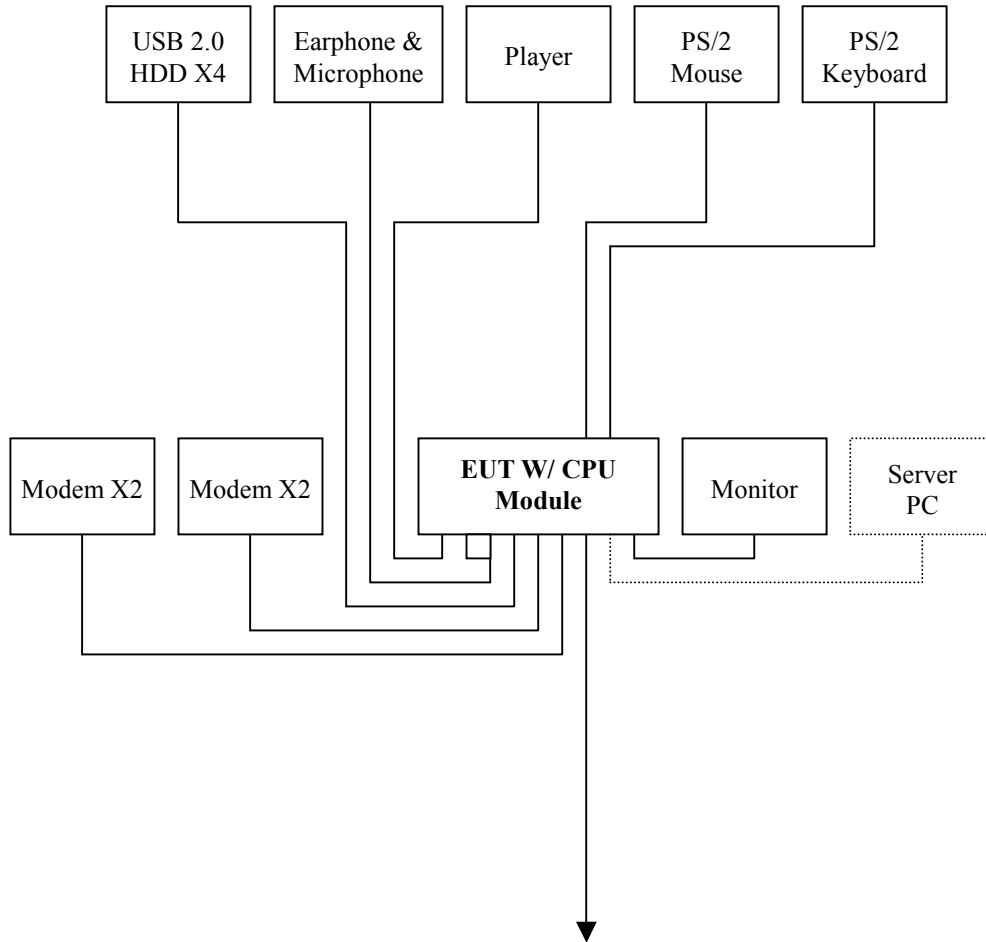 USB 2.0
HDD X4
Earphone &
Microphone
Player
PS/2
Mouse
PS/2
Keyboard
Modem X2
Modem X2
EUT W/ CPU
Module
Monitor
Server
PC